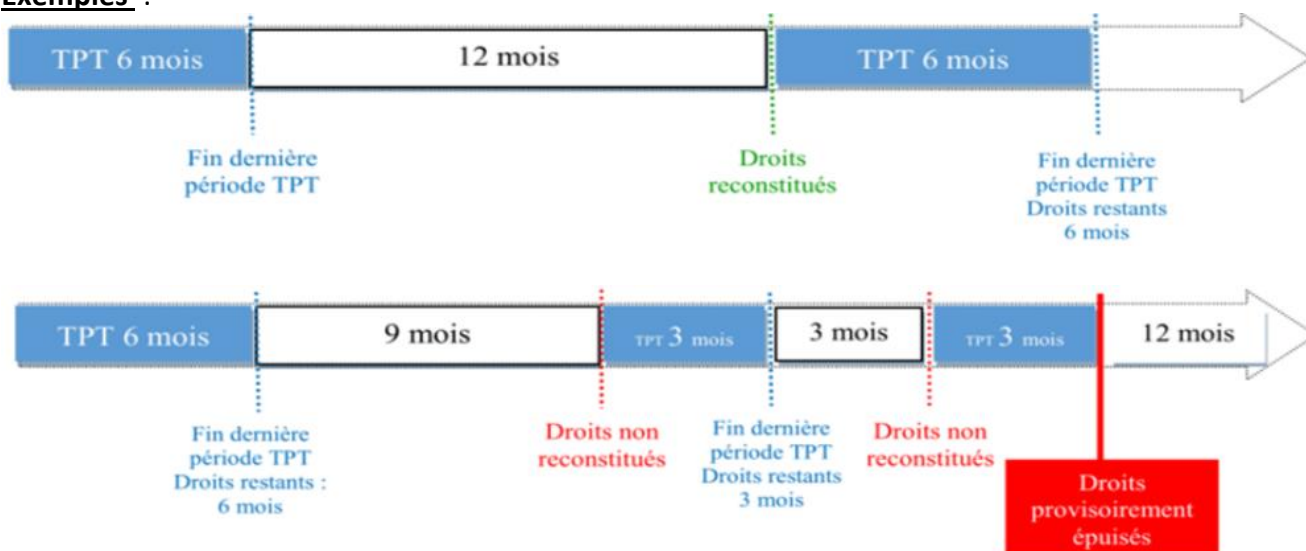 Exemples :
TPT 6 mois
12 mois
TPT 6 mois
Fin dernière
période TPT
Droits
reconstitués
Fin dernière
période TPT
Droits restants
6 mois
TPT 6 mois
9 mois
TPT 3 mois
3 mois
TPT 3 mois
12 mois
Fin dernière
période TPT
Droits restants :
6 mois
Droits non
reconstitués
Fin dernière
période TPT
Droits restants
3 mois
Droits non
reconstitués
Droits
provisoirement
épuisés